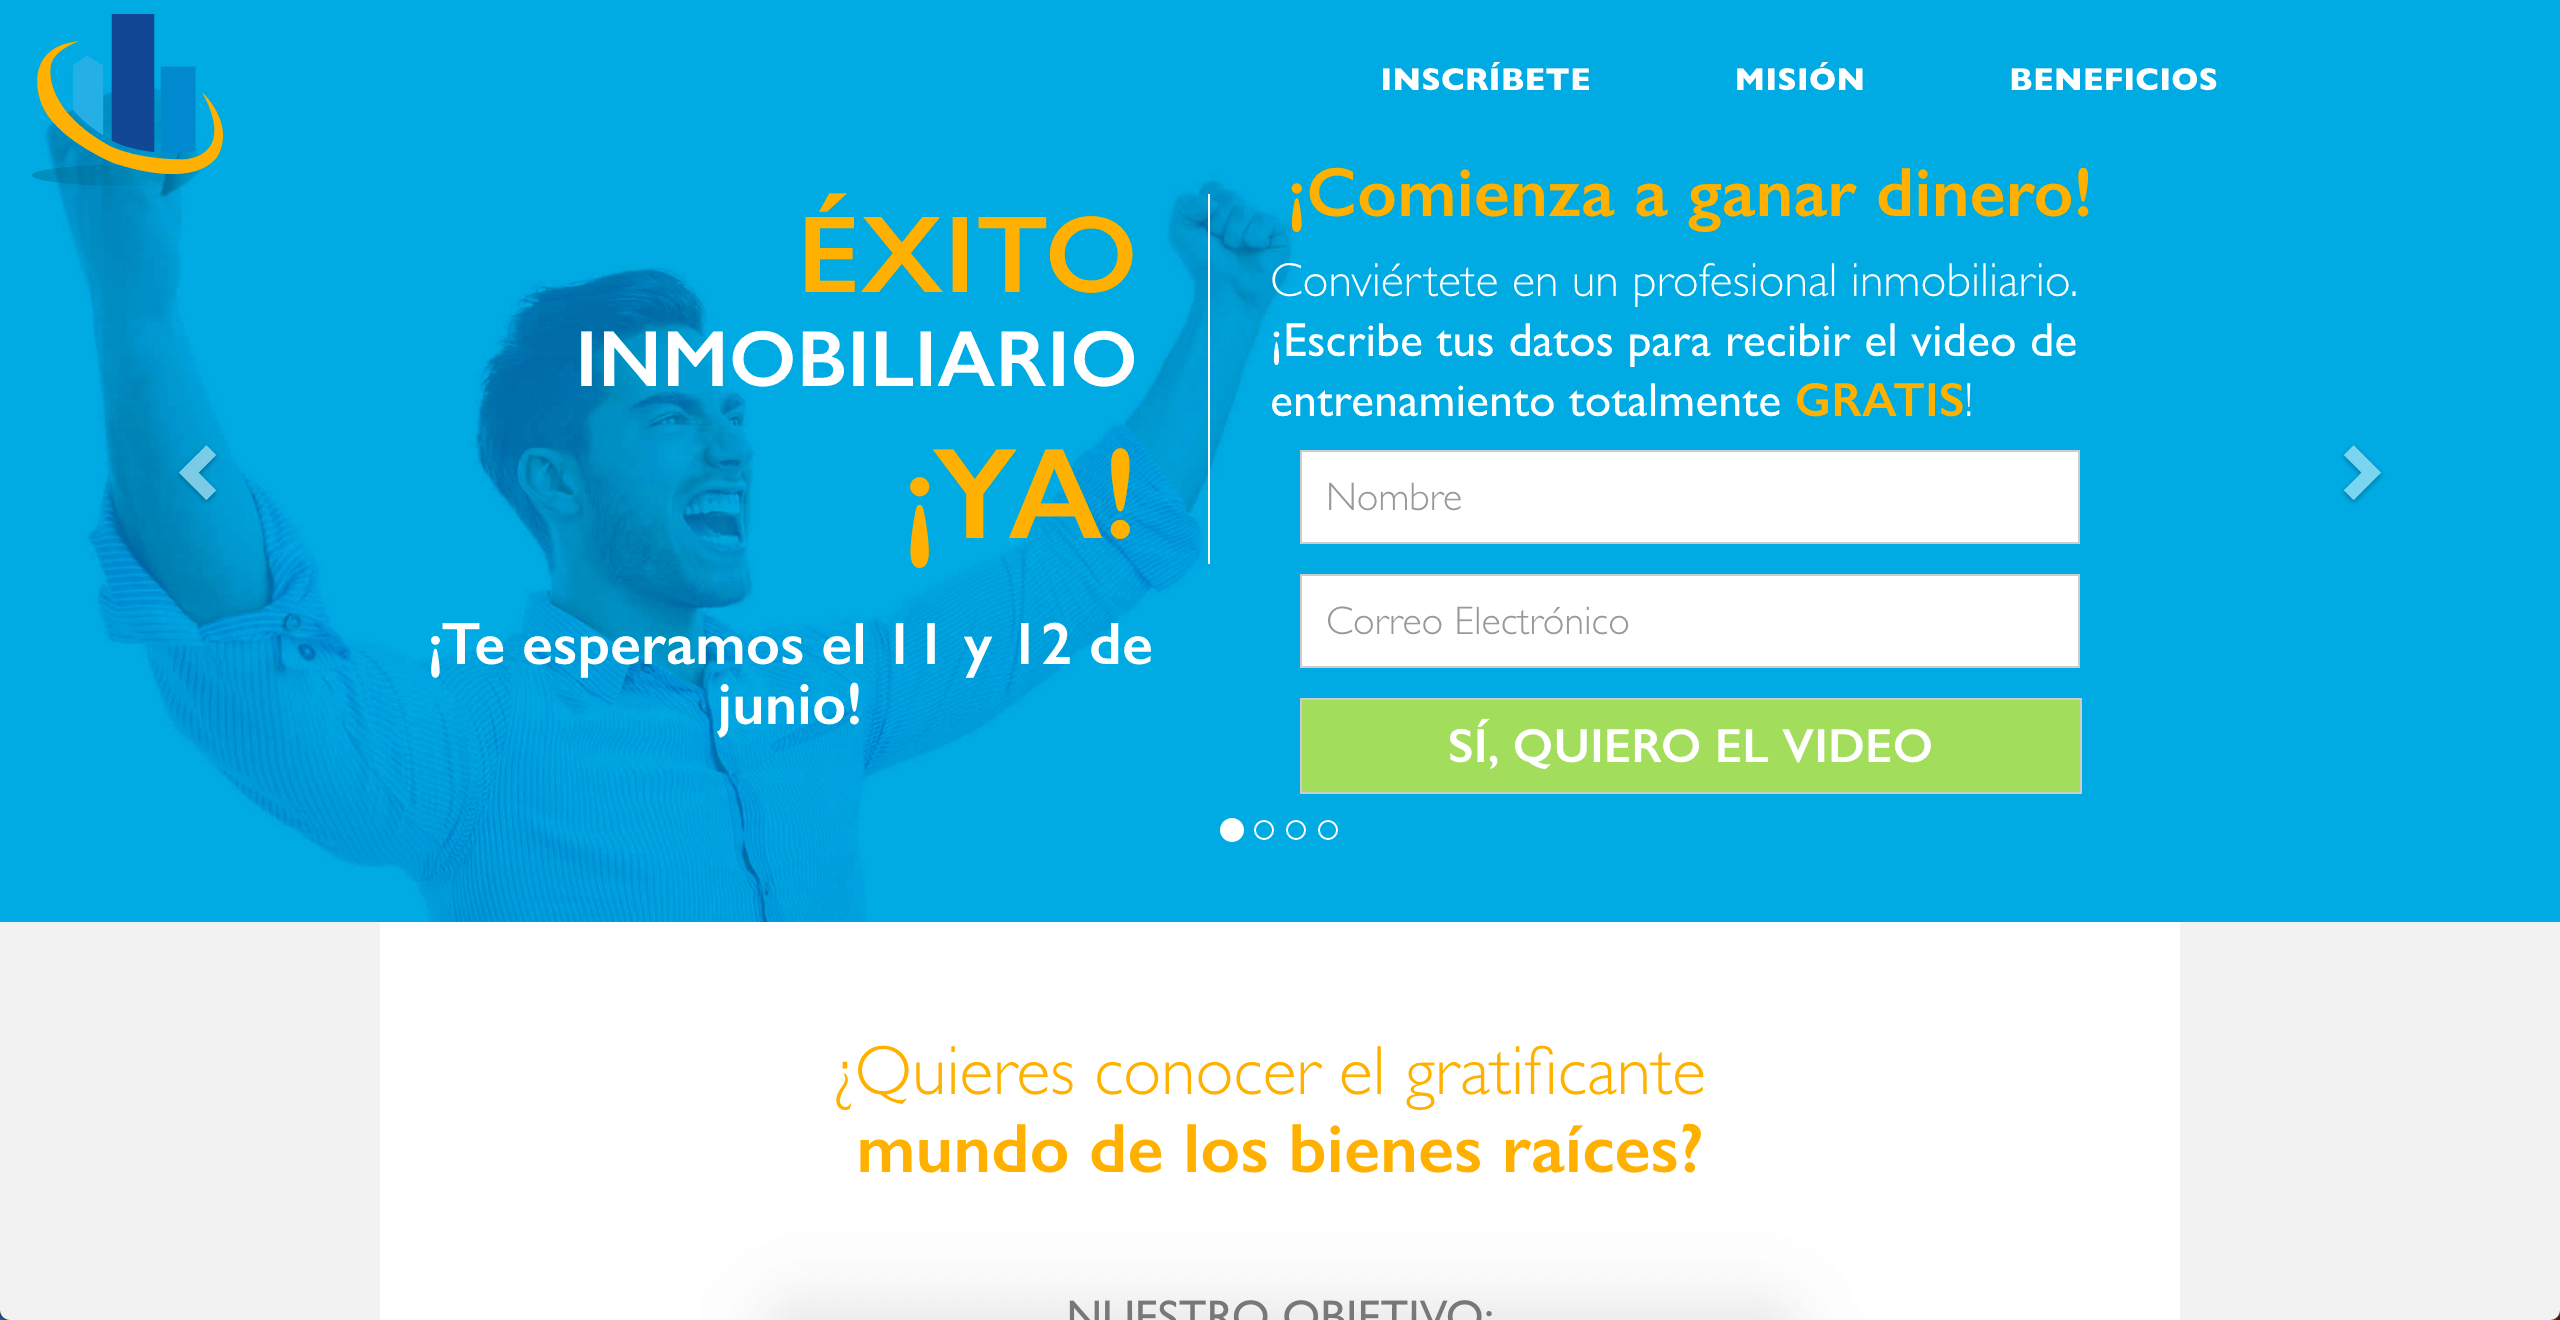 INSCRÍBETE MISIÓN BENEFICIOS
ÉXITO
INMOBILIARIO
¡YA!
¡Te esperamos el 11 y 12 de
junio!
¡Comienza a ganar dinero!
Conviértete en un profesional inmobiliario.
¡Escribe tus datos para recibir el video de
entrenamiento totalmente GRATIS!
Nombre
Correo Electrónico
SÍ, QUIERO EL VIDEO
¿Quieres conocer el gratificante
mundo de los bienes raíces?
NUESTRO OBJETIVO: